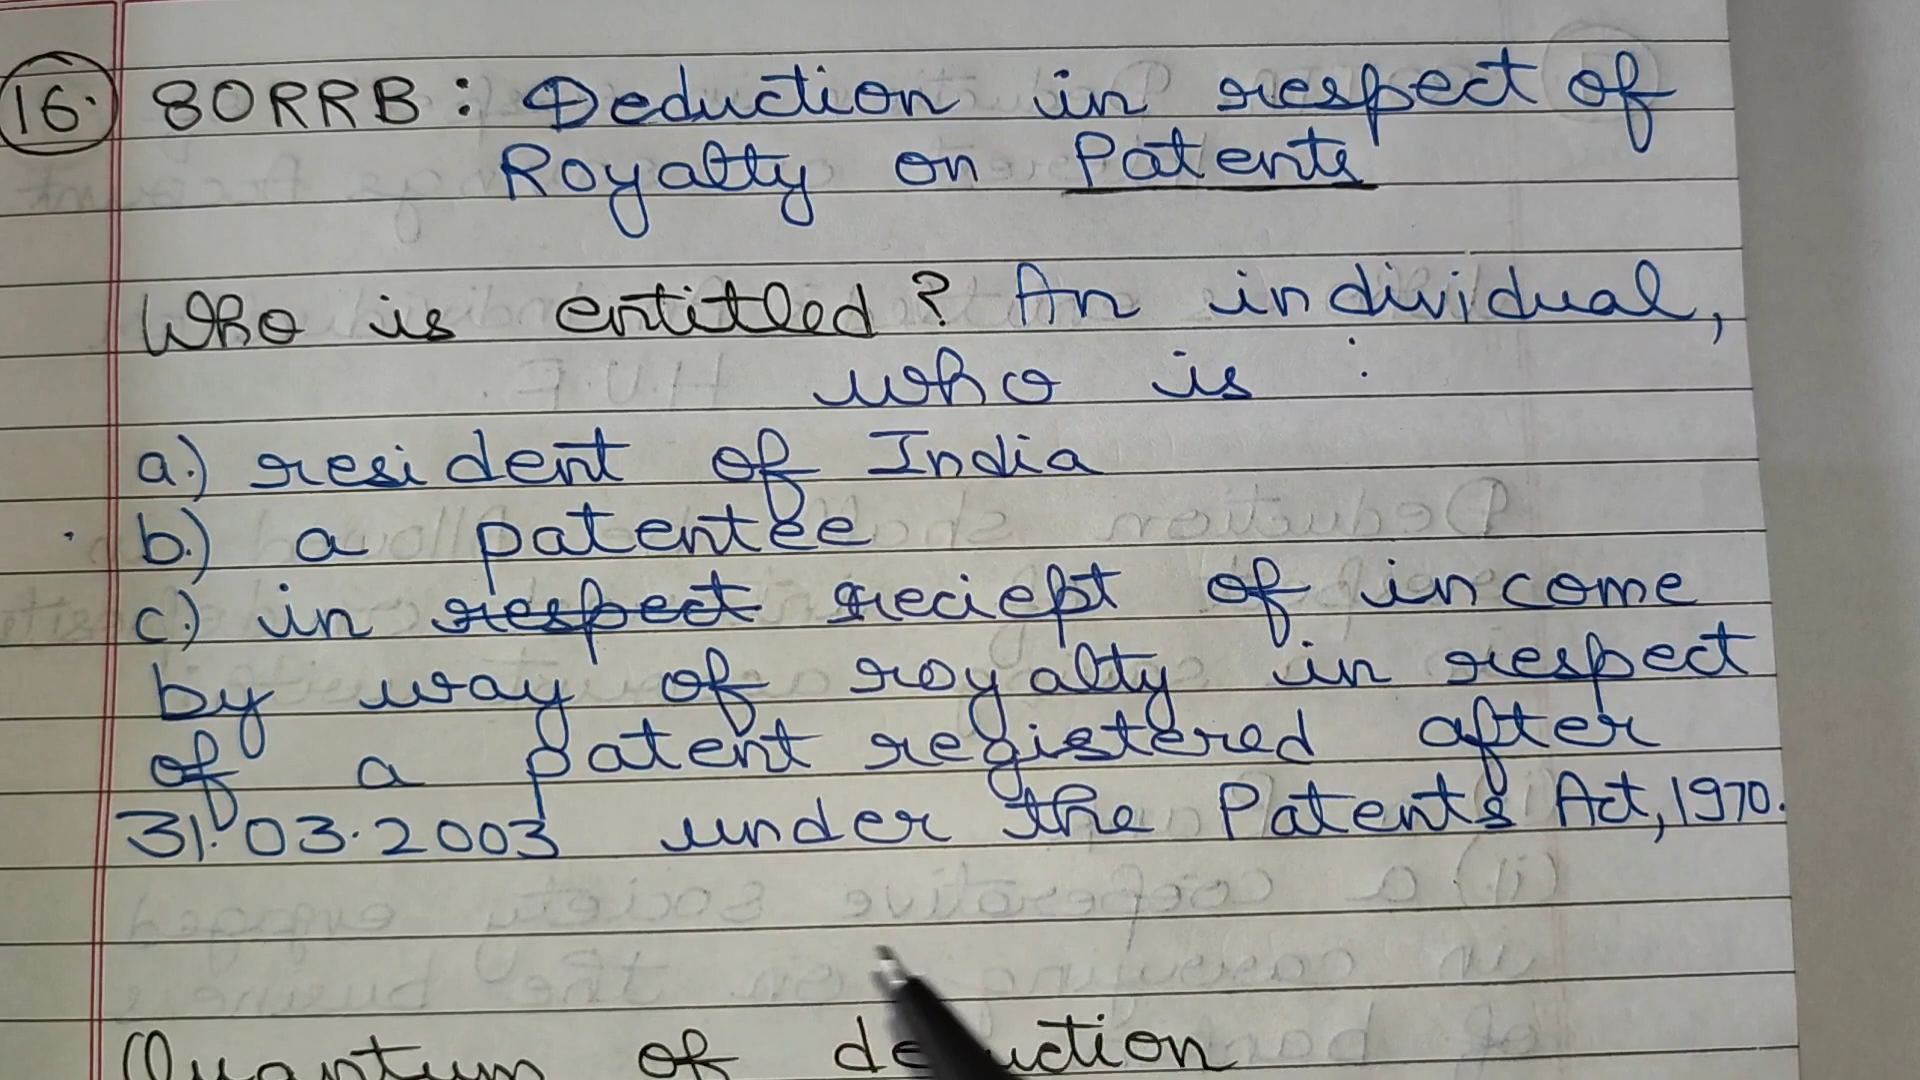 16. 80RRB: Deduction in respect of
Royalty on Patents
Who is entitled? An individual,
who is :
a.) resident of India
b.) a patentee
c.) in respect reciept of income
by way of royalty in respect
of a patent registered after
31.03.2003 under the Patents Act, 1970.
Quantum of deduction